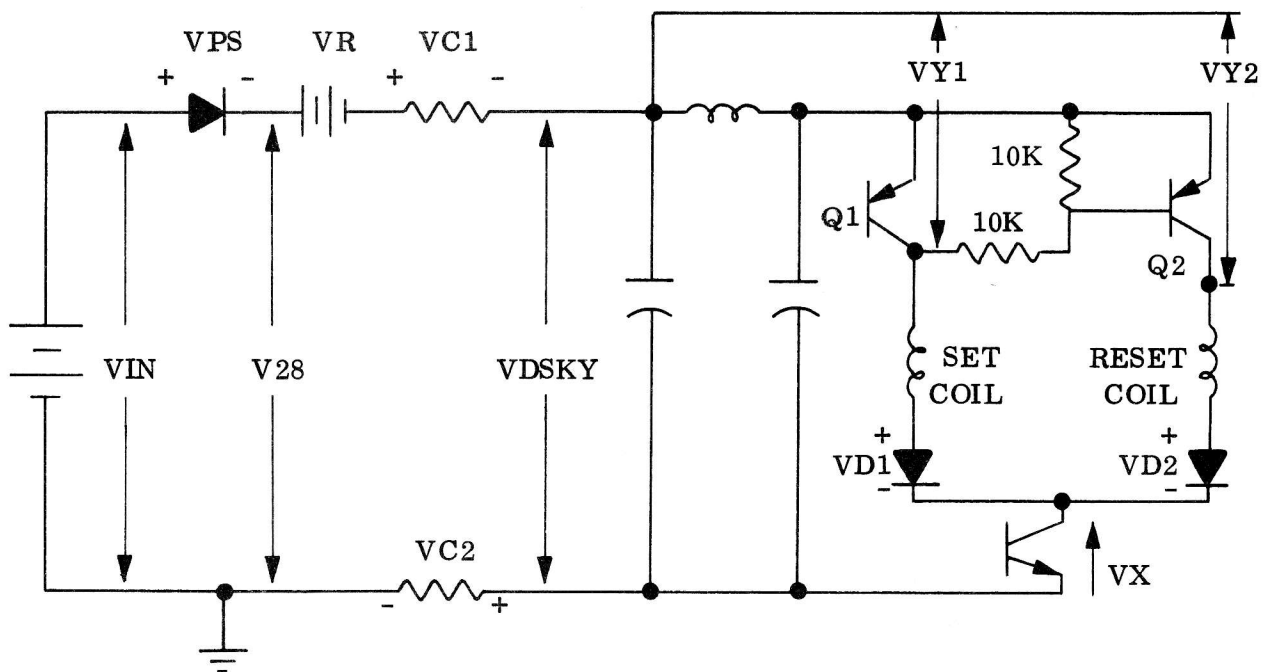 VPS VR VC1
+ - + -
VY1 VY2
10K
Q1 10K
Q2
VIN V28 VDSKY
SET
COIL
RESET
COIL
+ +
VD1 VD2
- -
VC2
- +
VX